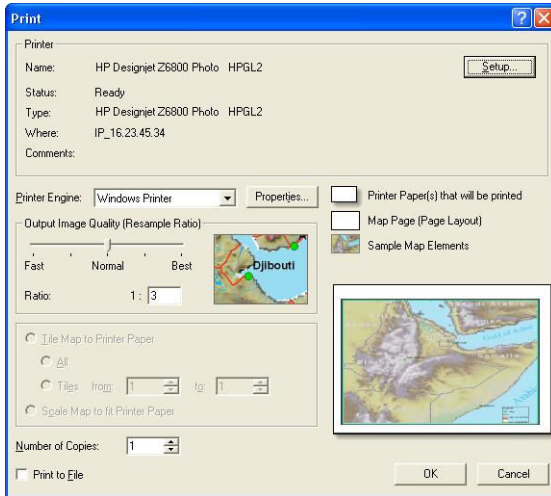 Print
Printer
Name: HP Designjet Z6800 Photo HPGL2
Setup...
Status: Ready
Type: HP Designjet Z6800 Photo HPGL2
Where: IP_16.23.45.34
Comments:
Printer Engine: Windows Printer Properties...
Printer Paper(s) that will be printed
Map Page (Page Layout)
Sample Map Elements
Output Image Quality (Resample Ratio)
Fast Normal Best
Ratio: 1 : 3
Djibouti
Tile Map to Printer Paper
All
Tiles from: 1 to: 1
Scale Map to fit Printer Paper
Gulf of Aden
Number of Copies: 1
Print to File
OK Cancel